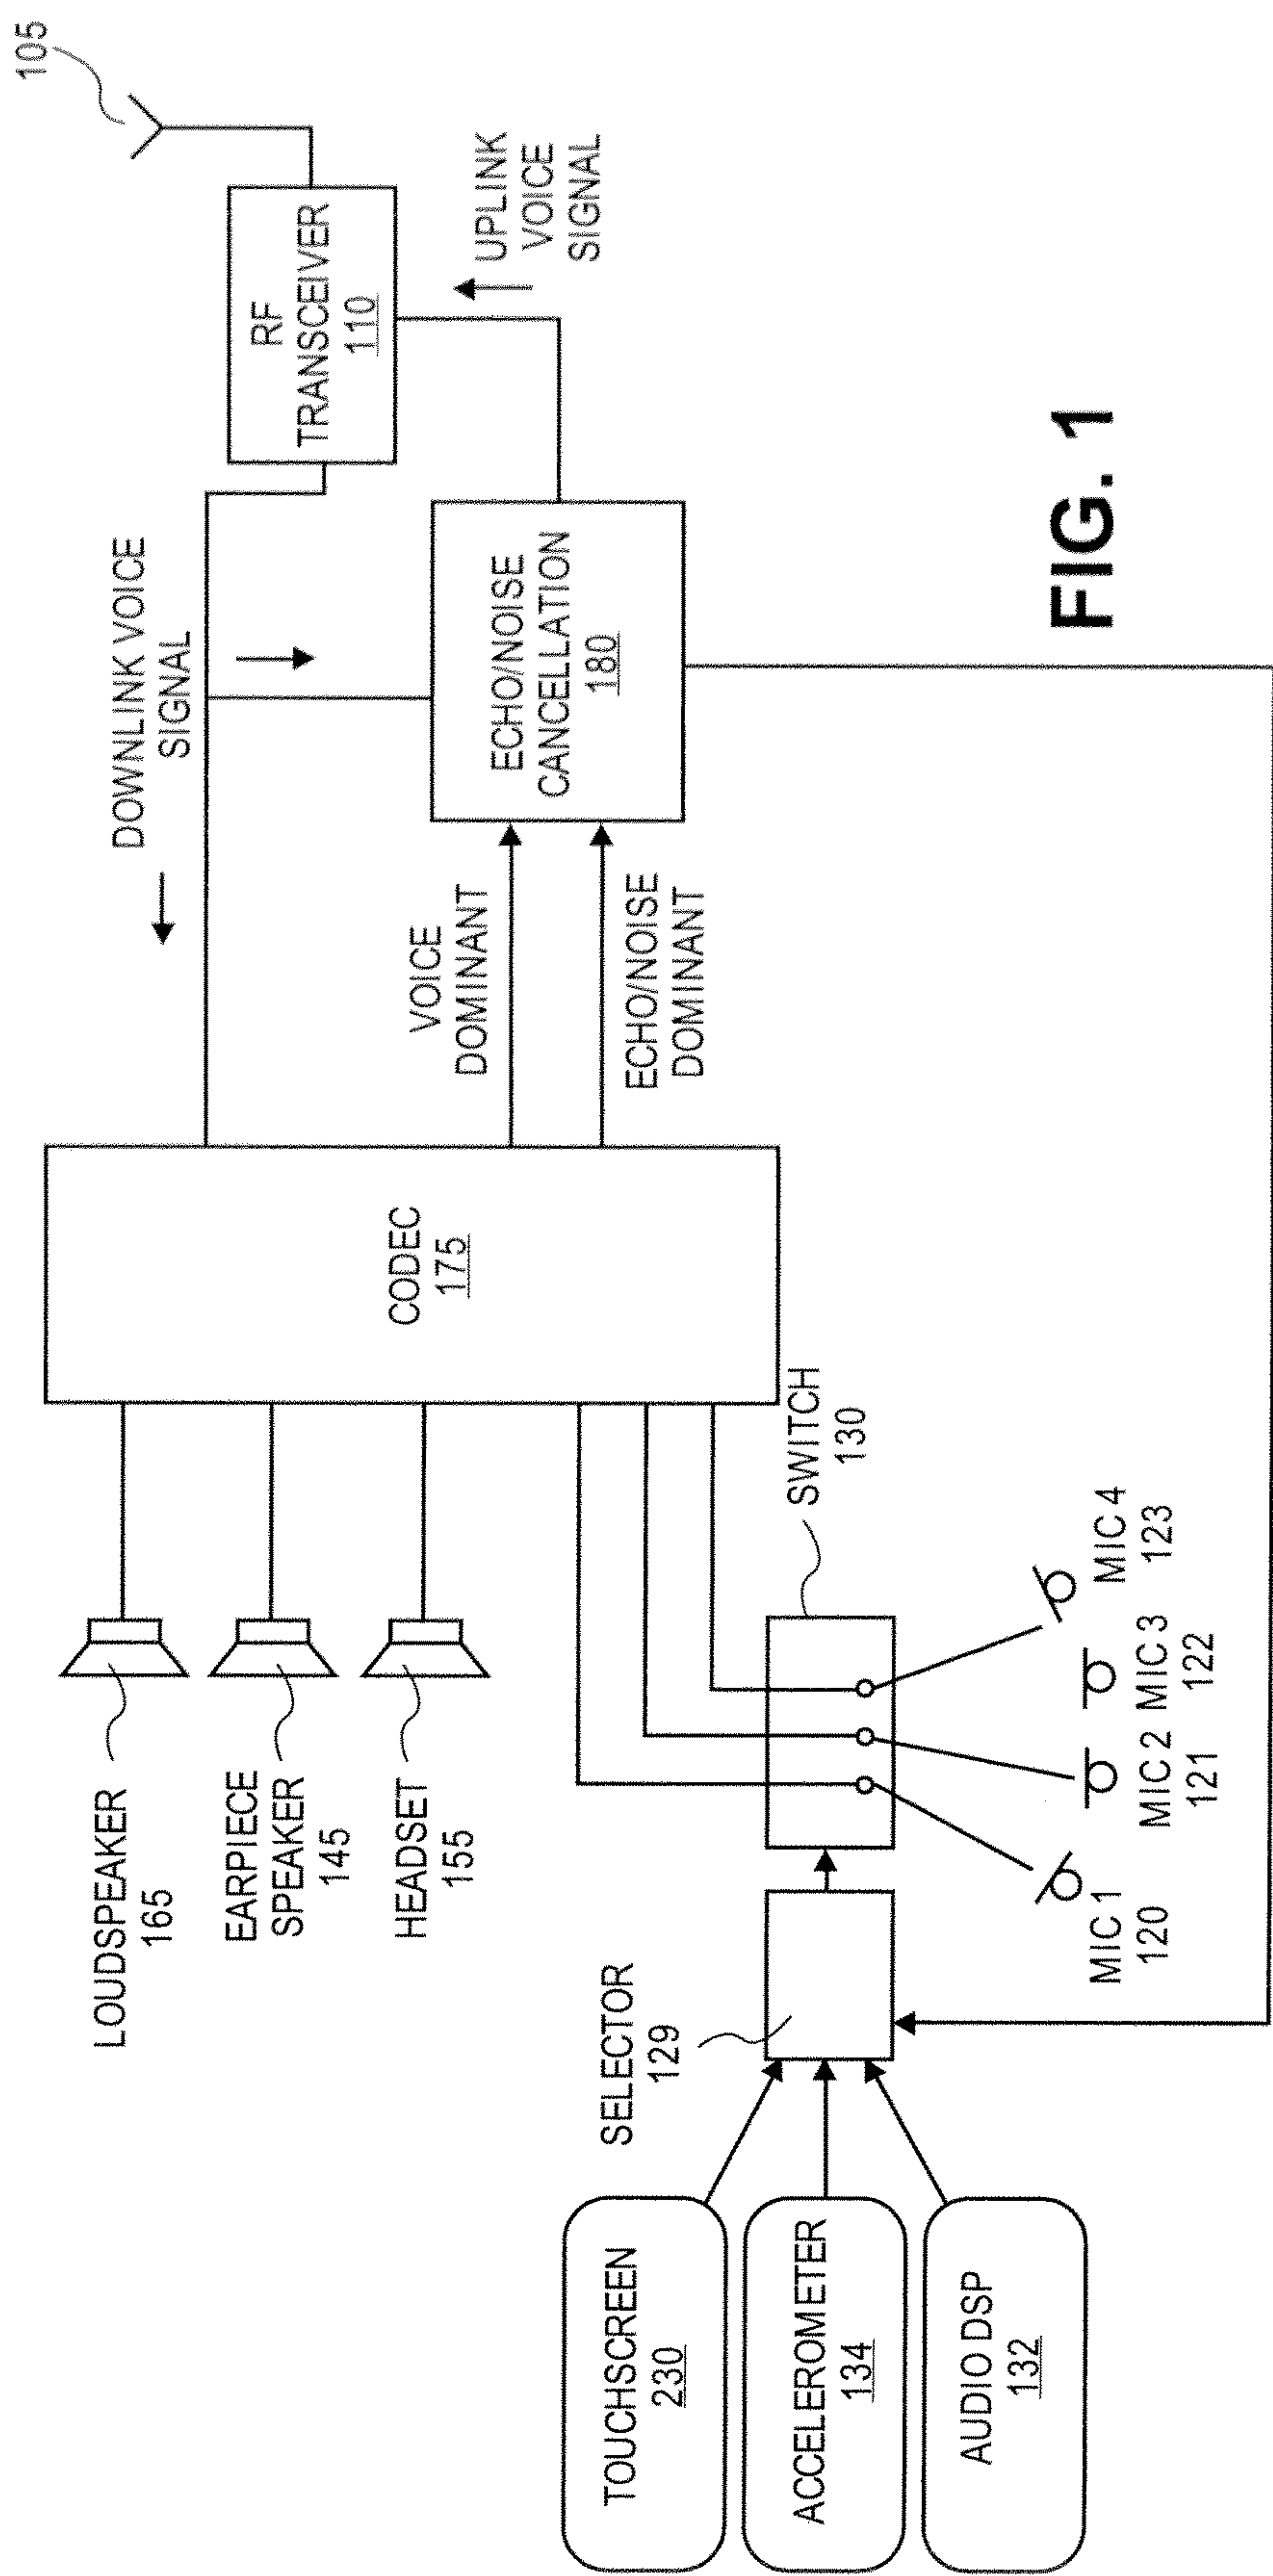 LOUDSPEAKER
165
EARPIECE
SPEAKER
145
HEADSET
155
CODEC
175
DOWNLINK VOICE
SIGNAL
105
RF
TRANSCEIVER
110
UPLINK
VOICE
SIGNAL
VOICE
DOMINANT
ECHO/NOISE
DOMINANT
ECHO/NOISE
CANCELLATION
180
TOUCHSCREEN
230
ACCELEROMETER
134
AUDIO DSP
132
SELECTOR
129
SWITCH
130
MIC 1
120
MIC 2
121
MIC 3
122
MIC 4
123
FIG. 1